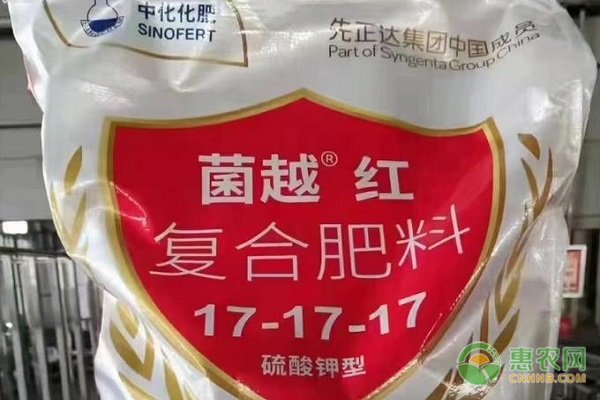 中化化肥
SINOFERT
先正达集团中国成员
Part of Syngenta Group China
菌越® 红
复合肥料
17-17-17
硫酸钾型
惠农网
CNHNB.COM